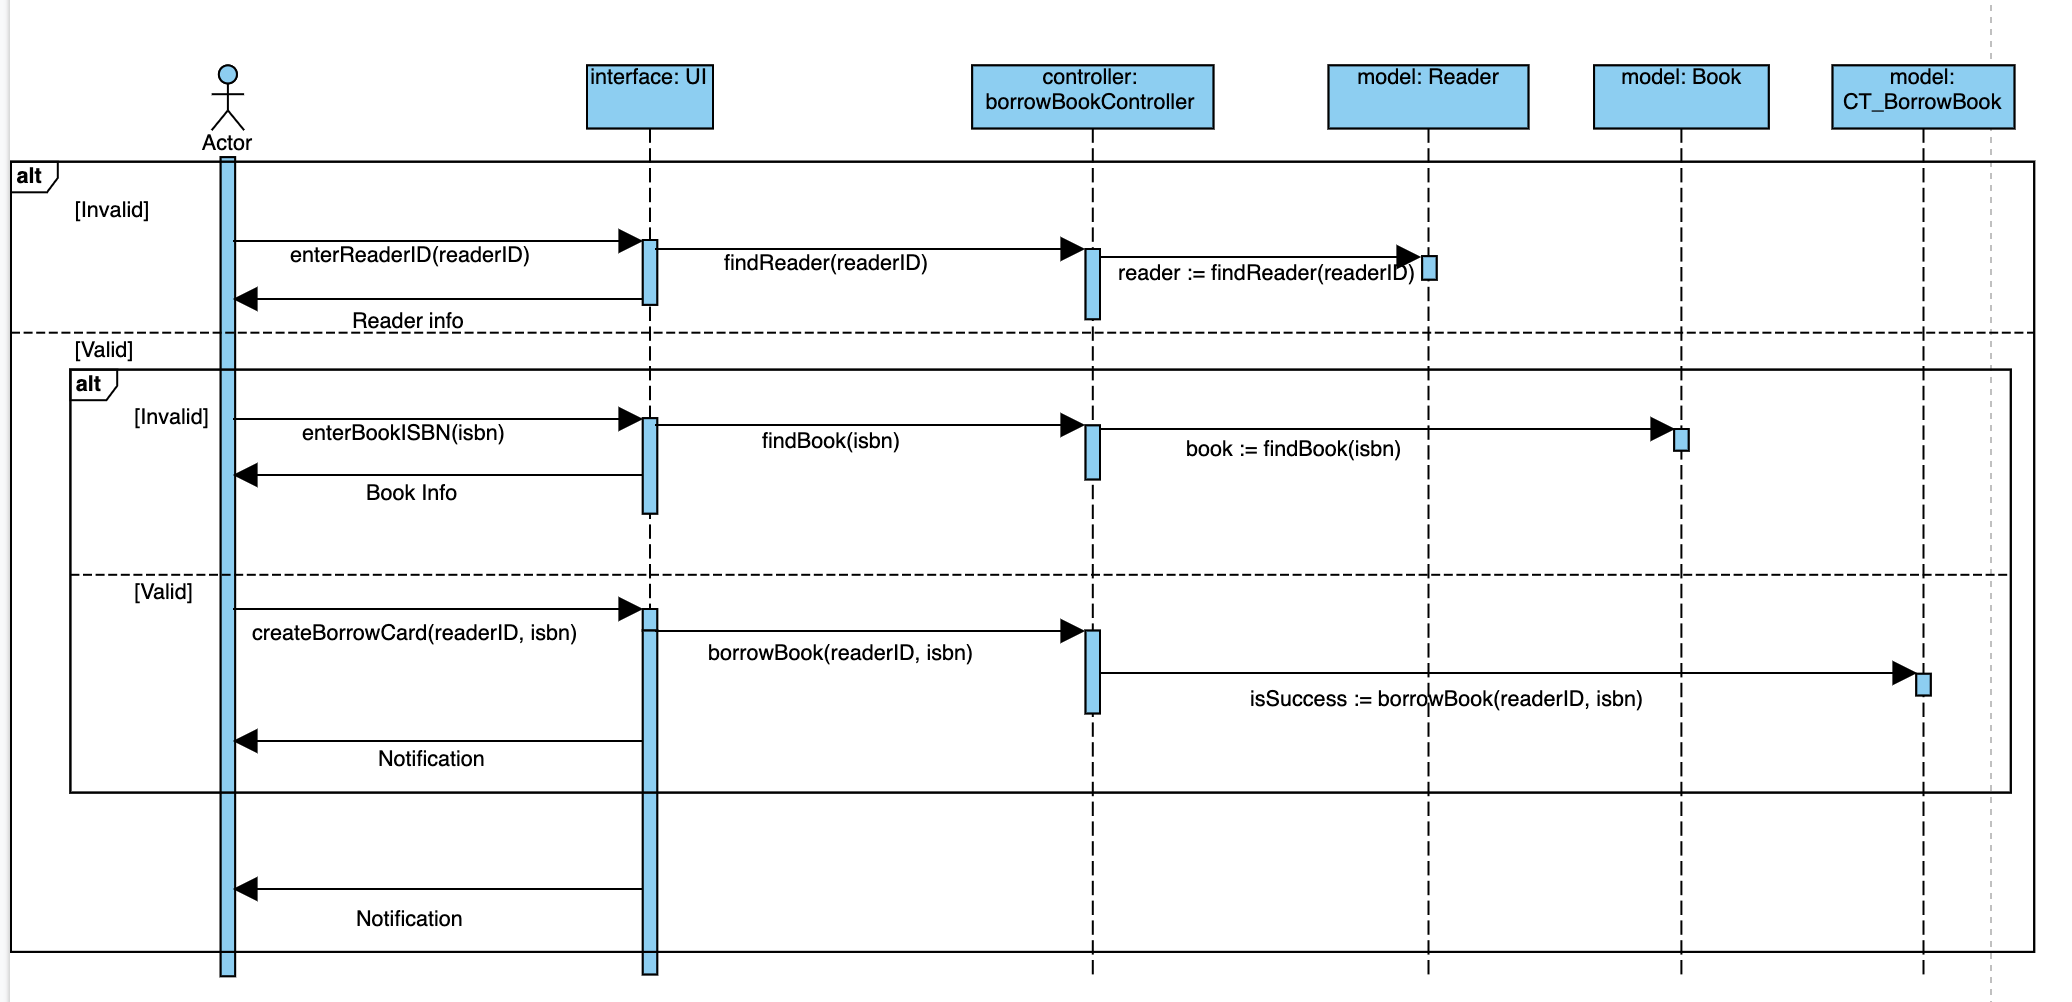 interface: UI
controller:
borrowBookController
model: Reader
model: Book
model:
CT_BorrowBook
Actor
alt
[Invalid]
enterReaderID(readerID)
findReader(readerID)
reader := findReader(readerID)
Reader info
[Valid]
alt
[Invalid]
enterBookISBN(isbn)
findBook(isbn)
book := findBook(isbn)
Book Info
[Valid]
createBorrowCard(readerID, isbn)
borrowBook(readerID, isbn)
isSuccess := borrowBook(readerID, isbn)
Notification
Notification